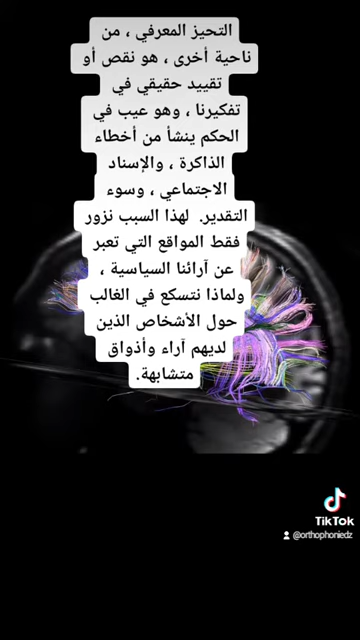 التحيز المعرفي ، من
ناحية أخرى ، هو نقص أو
تقييد حقيقي في
تفكيرنا ، وهو عيب في
الحكم ينشأ من أخطاء
الذاكرة ، والإسناد
الاجتماعي ، وسوء
التقدير. لهذا السبب نزور
فقط المواقع التي تعبر
عن آرائنا السياسية ،
ولماذا نتسكع في الغالب
حول الأشخاص الذين
لديهم آراء وأذواق
متشابهة.
TikTok
@orthophoniedz